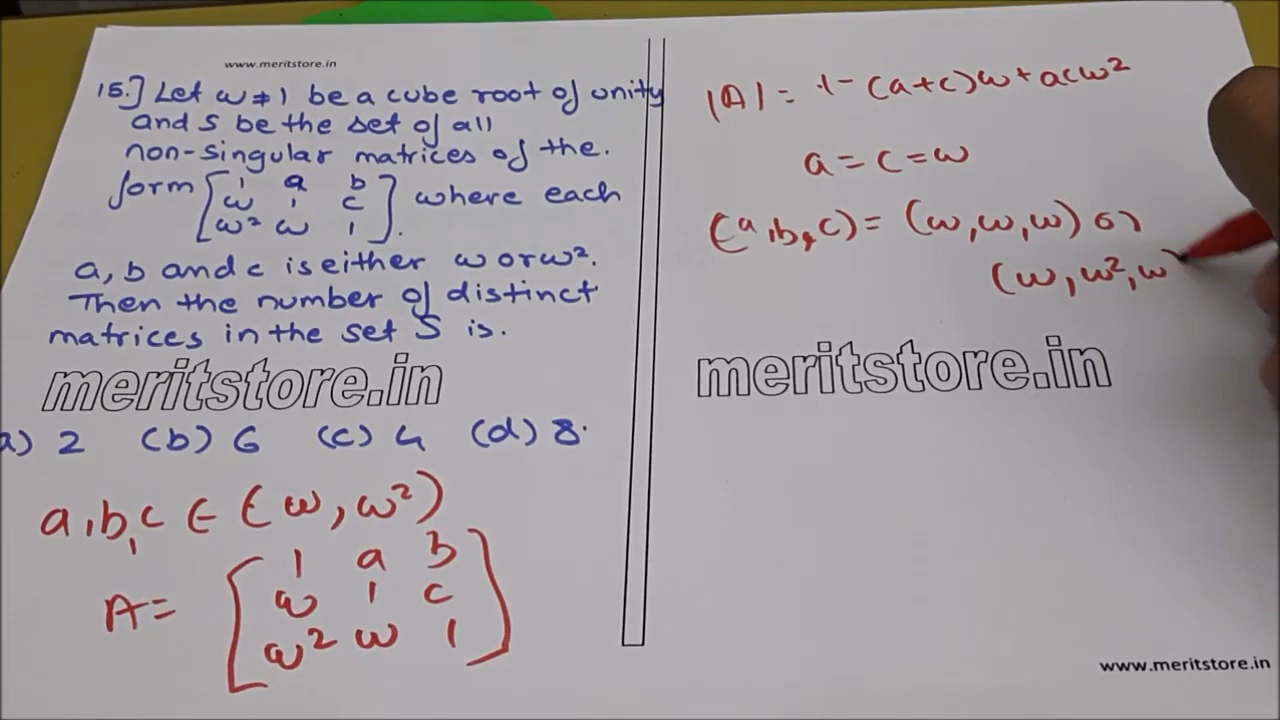 www.meritstore.in
15.] Let ω ≠ 1 be a cube root of unity
and S be the set of all
non-singular matrices of the.
form [1 a b
ω 1 c
ω² ω 1]. where each
a, b and c is either ω or ω².
Then the number of distinct
matrices in the set S is.
meritstore.in
a) 2 (b) 6 (c) 4 (d) 8.
a, b, c ∈ (ω, ω²)
A = [1 a b
ω 1 c
ω² ω 1]
|A| = 1 - (a+c)ω + acω²
a = c = ω
(a, b, c) = (ω, ω, ω) or
(ω, ω², ω)
meritstore.in
www.meritstore.in